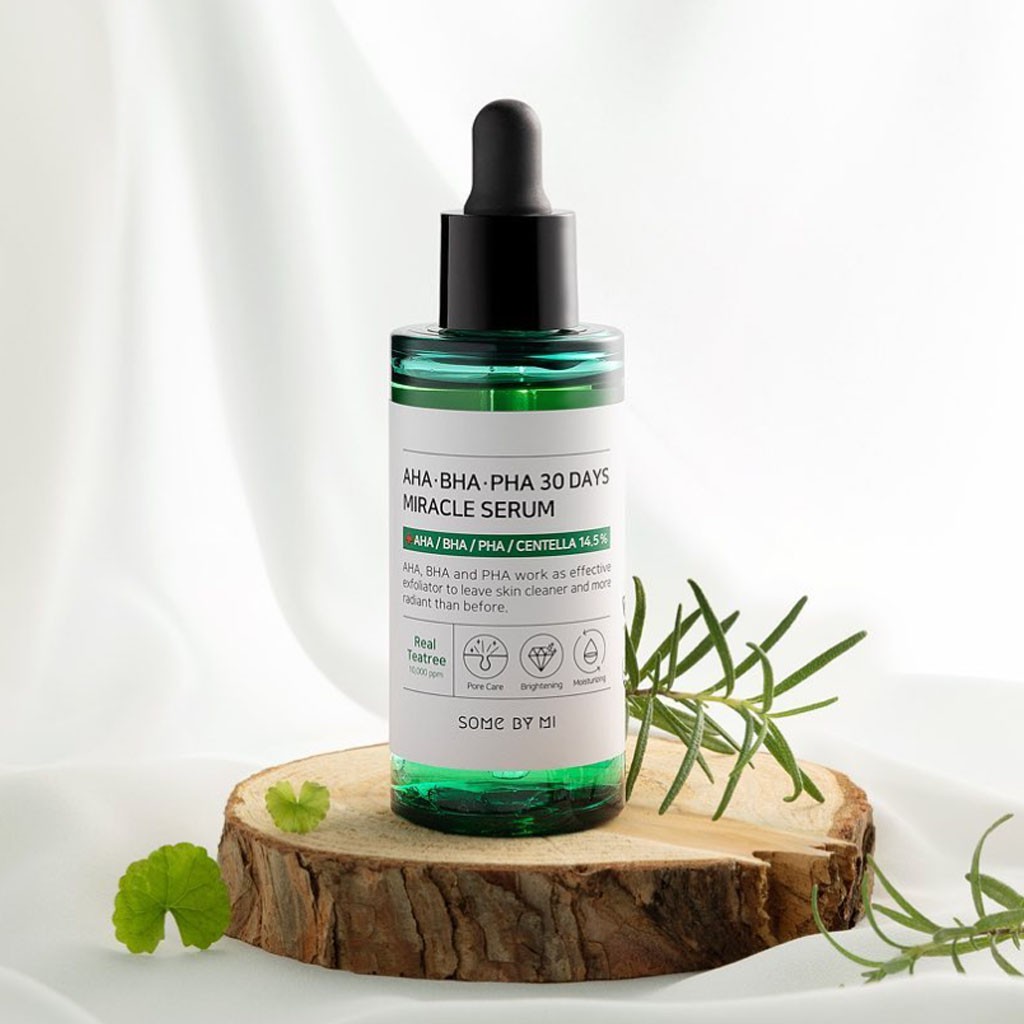 AHA·BHA·PHA 30 DAYS
MIRACLE SERUM
+AHA / BHA / PHA / CENTELLA 14.5 %
AHA, BHA and PHA work as effective
exfoliator to leave skin cleaner and more
radiant than before.
Real
Teatree
10,000 ppm
Pore Care
Brightening
Moisturizing
SOME BY MI